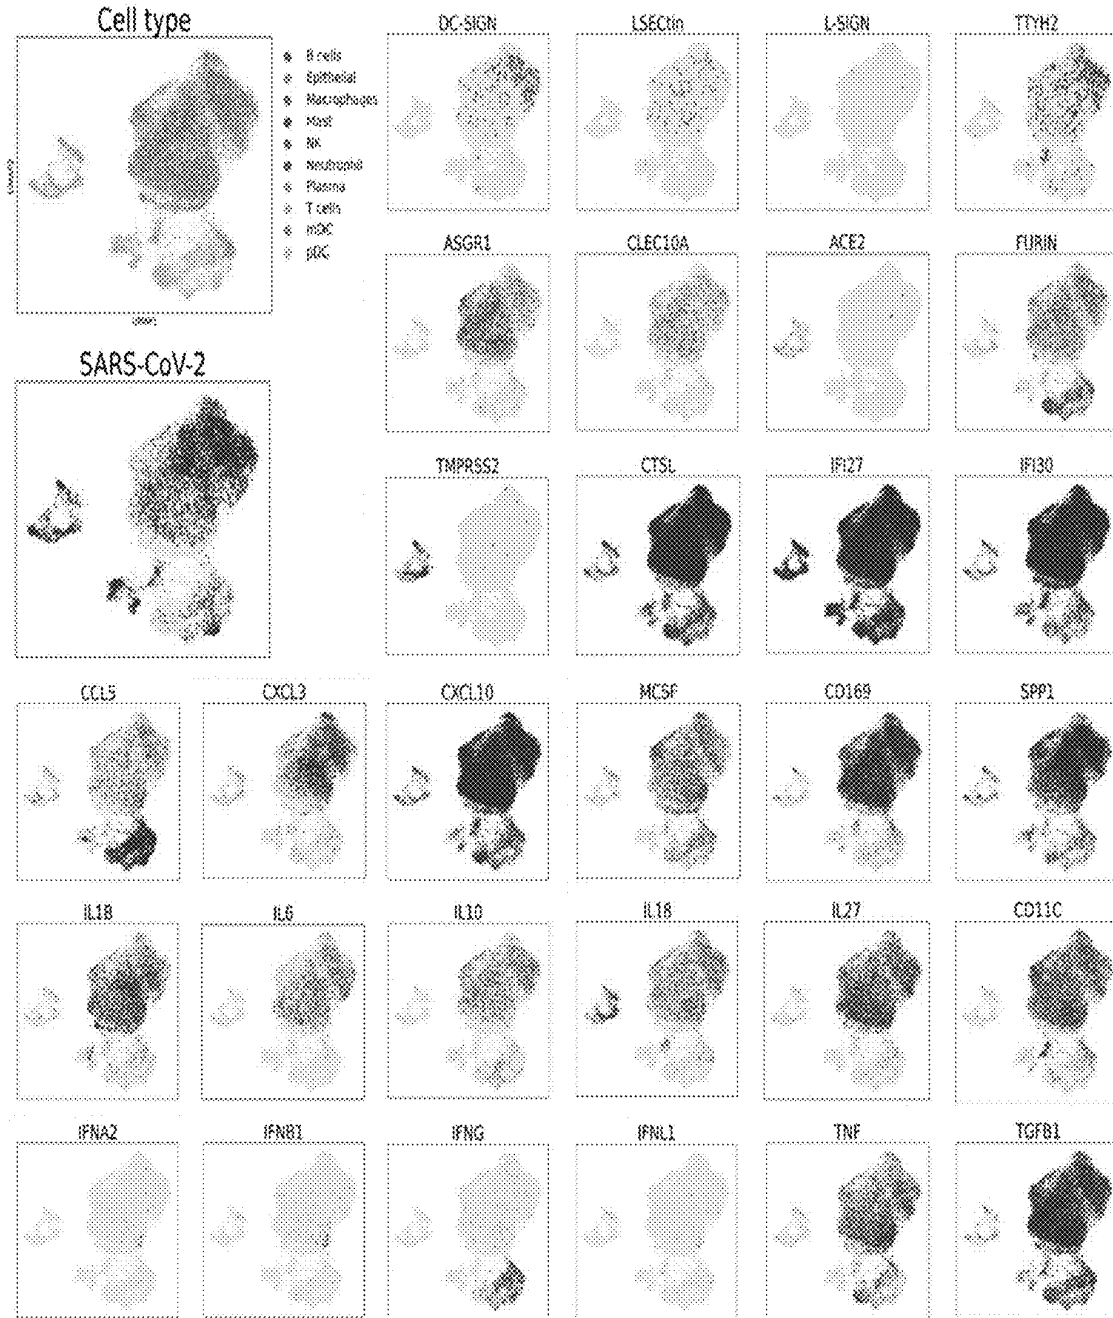 Cell type
B cells
Epithelial
Macrophages
Mast
NK
Neutrophil
Plasma
T cells
mDC
pDC
DC-SIGN LSECtin L-SIGN TTYH2
ASGR1 CLEC10A ACE2 FURIN
SARS-CoV-2
TMPRSS2 CTSL IFI27 IFI30
CCL5 CXCL3 CXCL10 MCSF CD169 SPP1
IL1B IL6 IL10 IL18 IL27 CD11C
IFNA2 IFNB1 IFNG IFNL1 TNF TGFB1